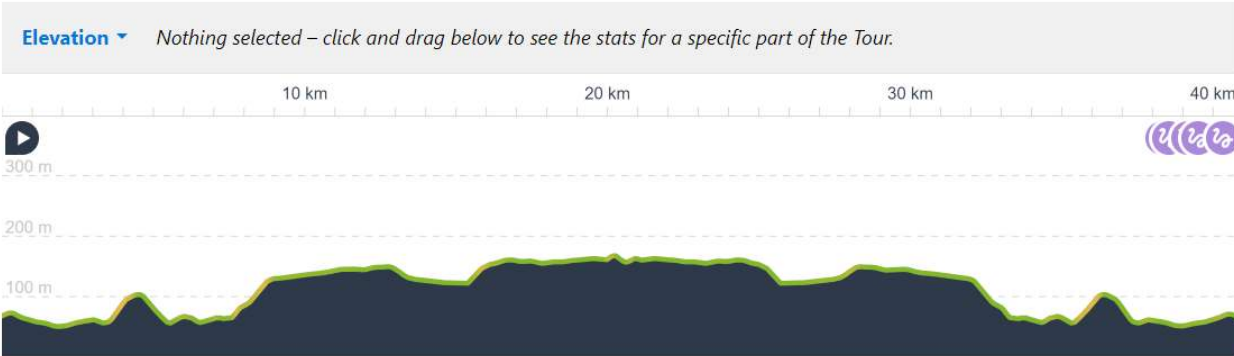 Elevation Nothing selected – click and drag below to see the stats for a specific part of the Tour.
10 km 20 km 30 km 40 km
300 m
200 m
100 m